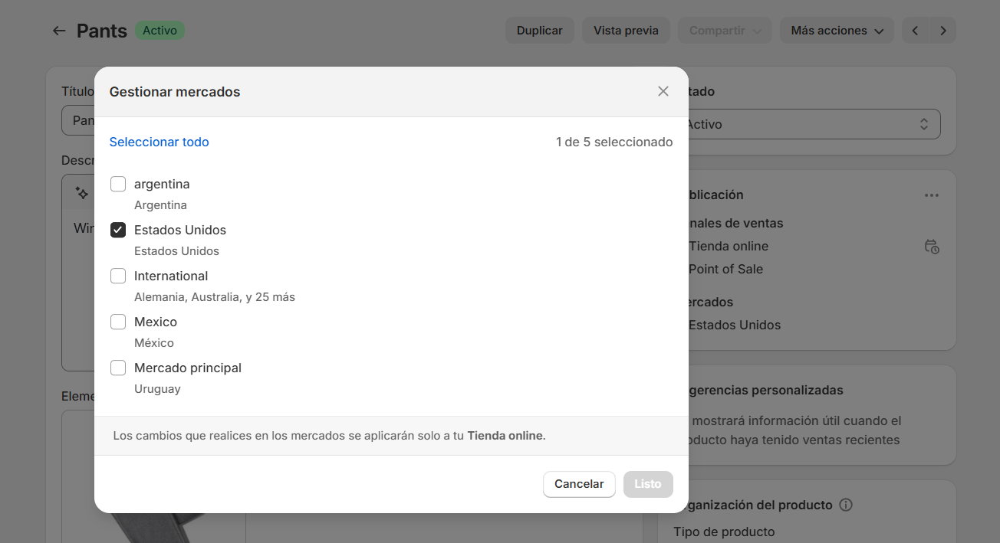 Pants Activo
Duplicar Vista previa Compartir Más acciones
Gestionar mercados
Seleccionar todo 1 de 5 seleccionado
argentina
Argentina
Estados Unidos
Estados Unidos
International
Alemania, Australia, y 25 más
Mexico
México
Mercado principal
Uruguay
Los cambios que realices en los mercados se aplicarán solo a tu Tienda online.
Cancelar Listo
Título
Pan
Descr
Win
Eleme
tado
Activo
blicación
nales de ventas
Tienda online
Point of Sale
ercados
Estados Unidos
gerencias personalizadas
mostrará información útil cuando el
oducto haya tenido ventas recientes
ganización del producto
Tipo de producto